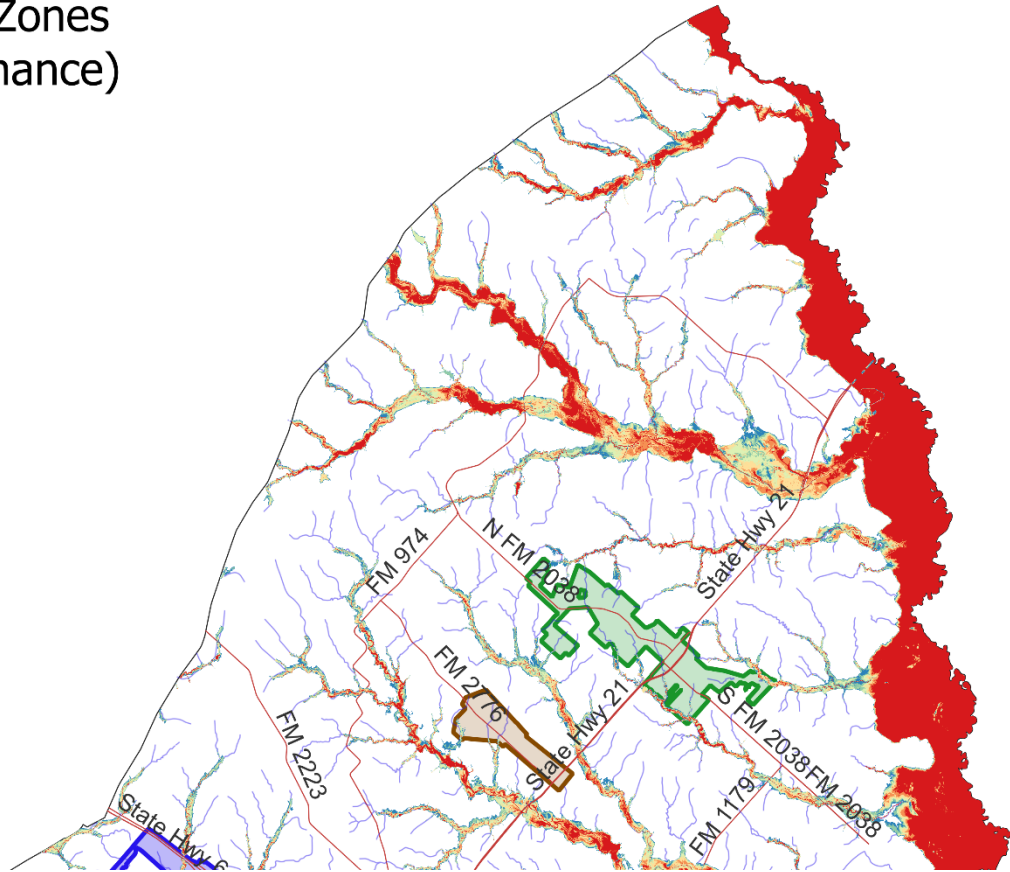 Zones
hance)
N FM 2038
FM 974
State Hwy 21
FM 2776
State Hwy 21
S FM 2038
FM 2038
FM 2223
FM 1179
State Hwy 6